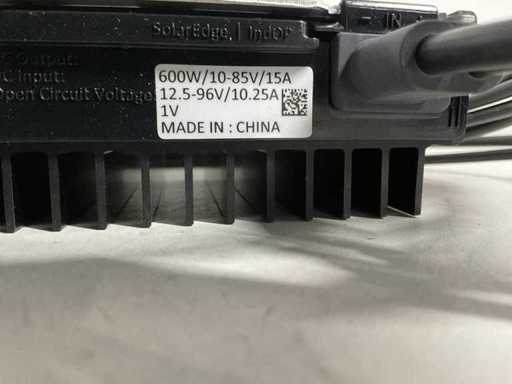 SolarEdge | IndOP
- IN +
C Output: 600W/10-85V/15A
C Input: 12.5-96V/10.25A
Open Circuit Voltage: 1V
MADE IN : CHINA